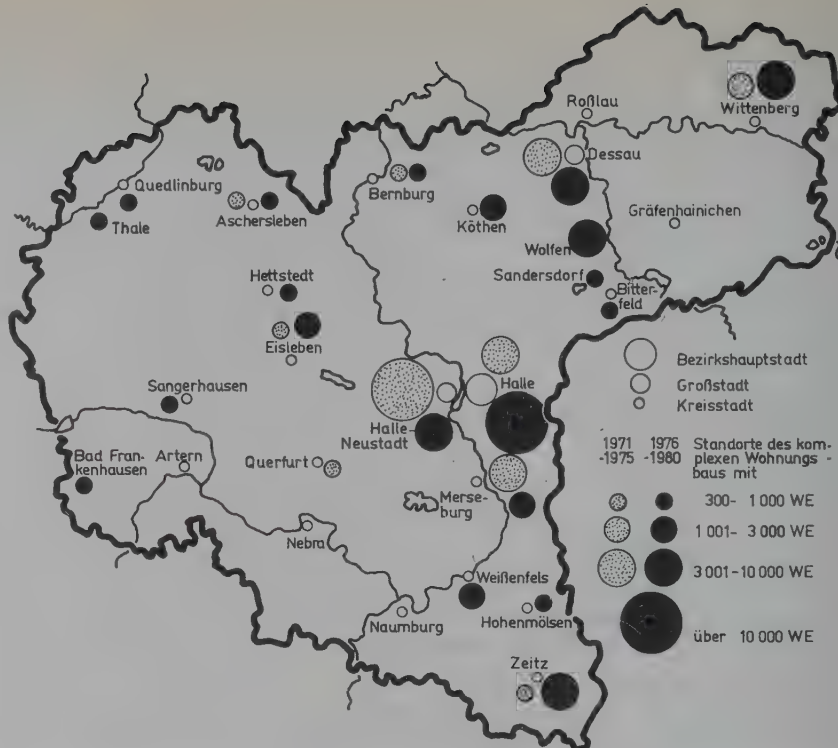 Roßlau
Wittenberg
Dessau
Quedlinburg
Thale
Aschersleben
Bernburg
Köthen
Gräfenhainichen
Wolfen
Sandersdorf
Bitter-
feld
Hettstedt
Eisleben
Sangerhausen
Halle
Halle-
Neustadt
Bad Fran-
kenhausen
Artern
Querfurt
Merse-
burg
Nebra
Weißenfels
Naumburg
Hohenmölsen
Zeitz
Bezirkshauptstadt
Großstadt
Kreisstadt
1971 1976 Standorte des kom-
-1975 -1980 plexen Wohnungs-
baus mit
300- 1 000 WE
1 001- 3 000 WE
3 001-10 000 WE
über 10 000 WE